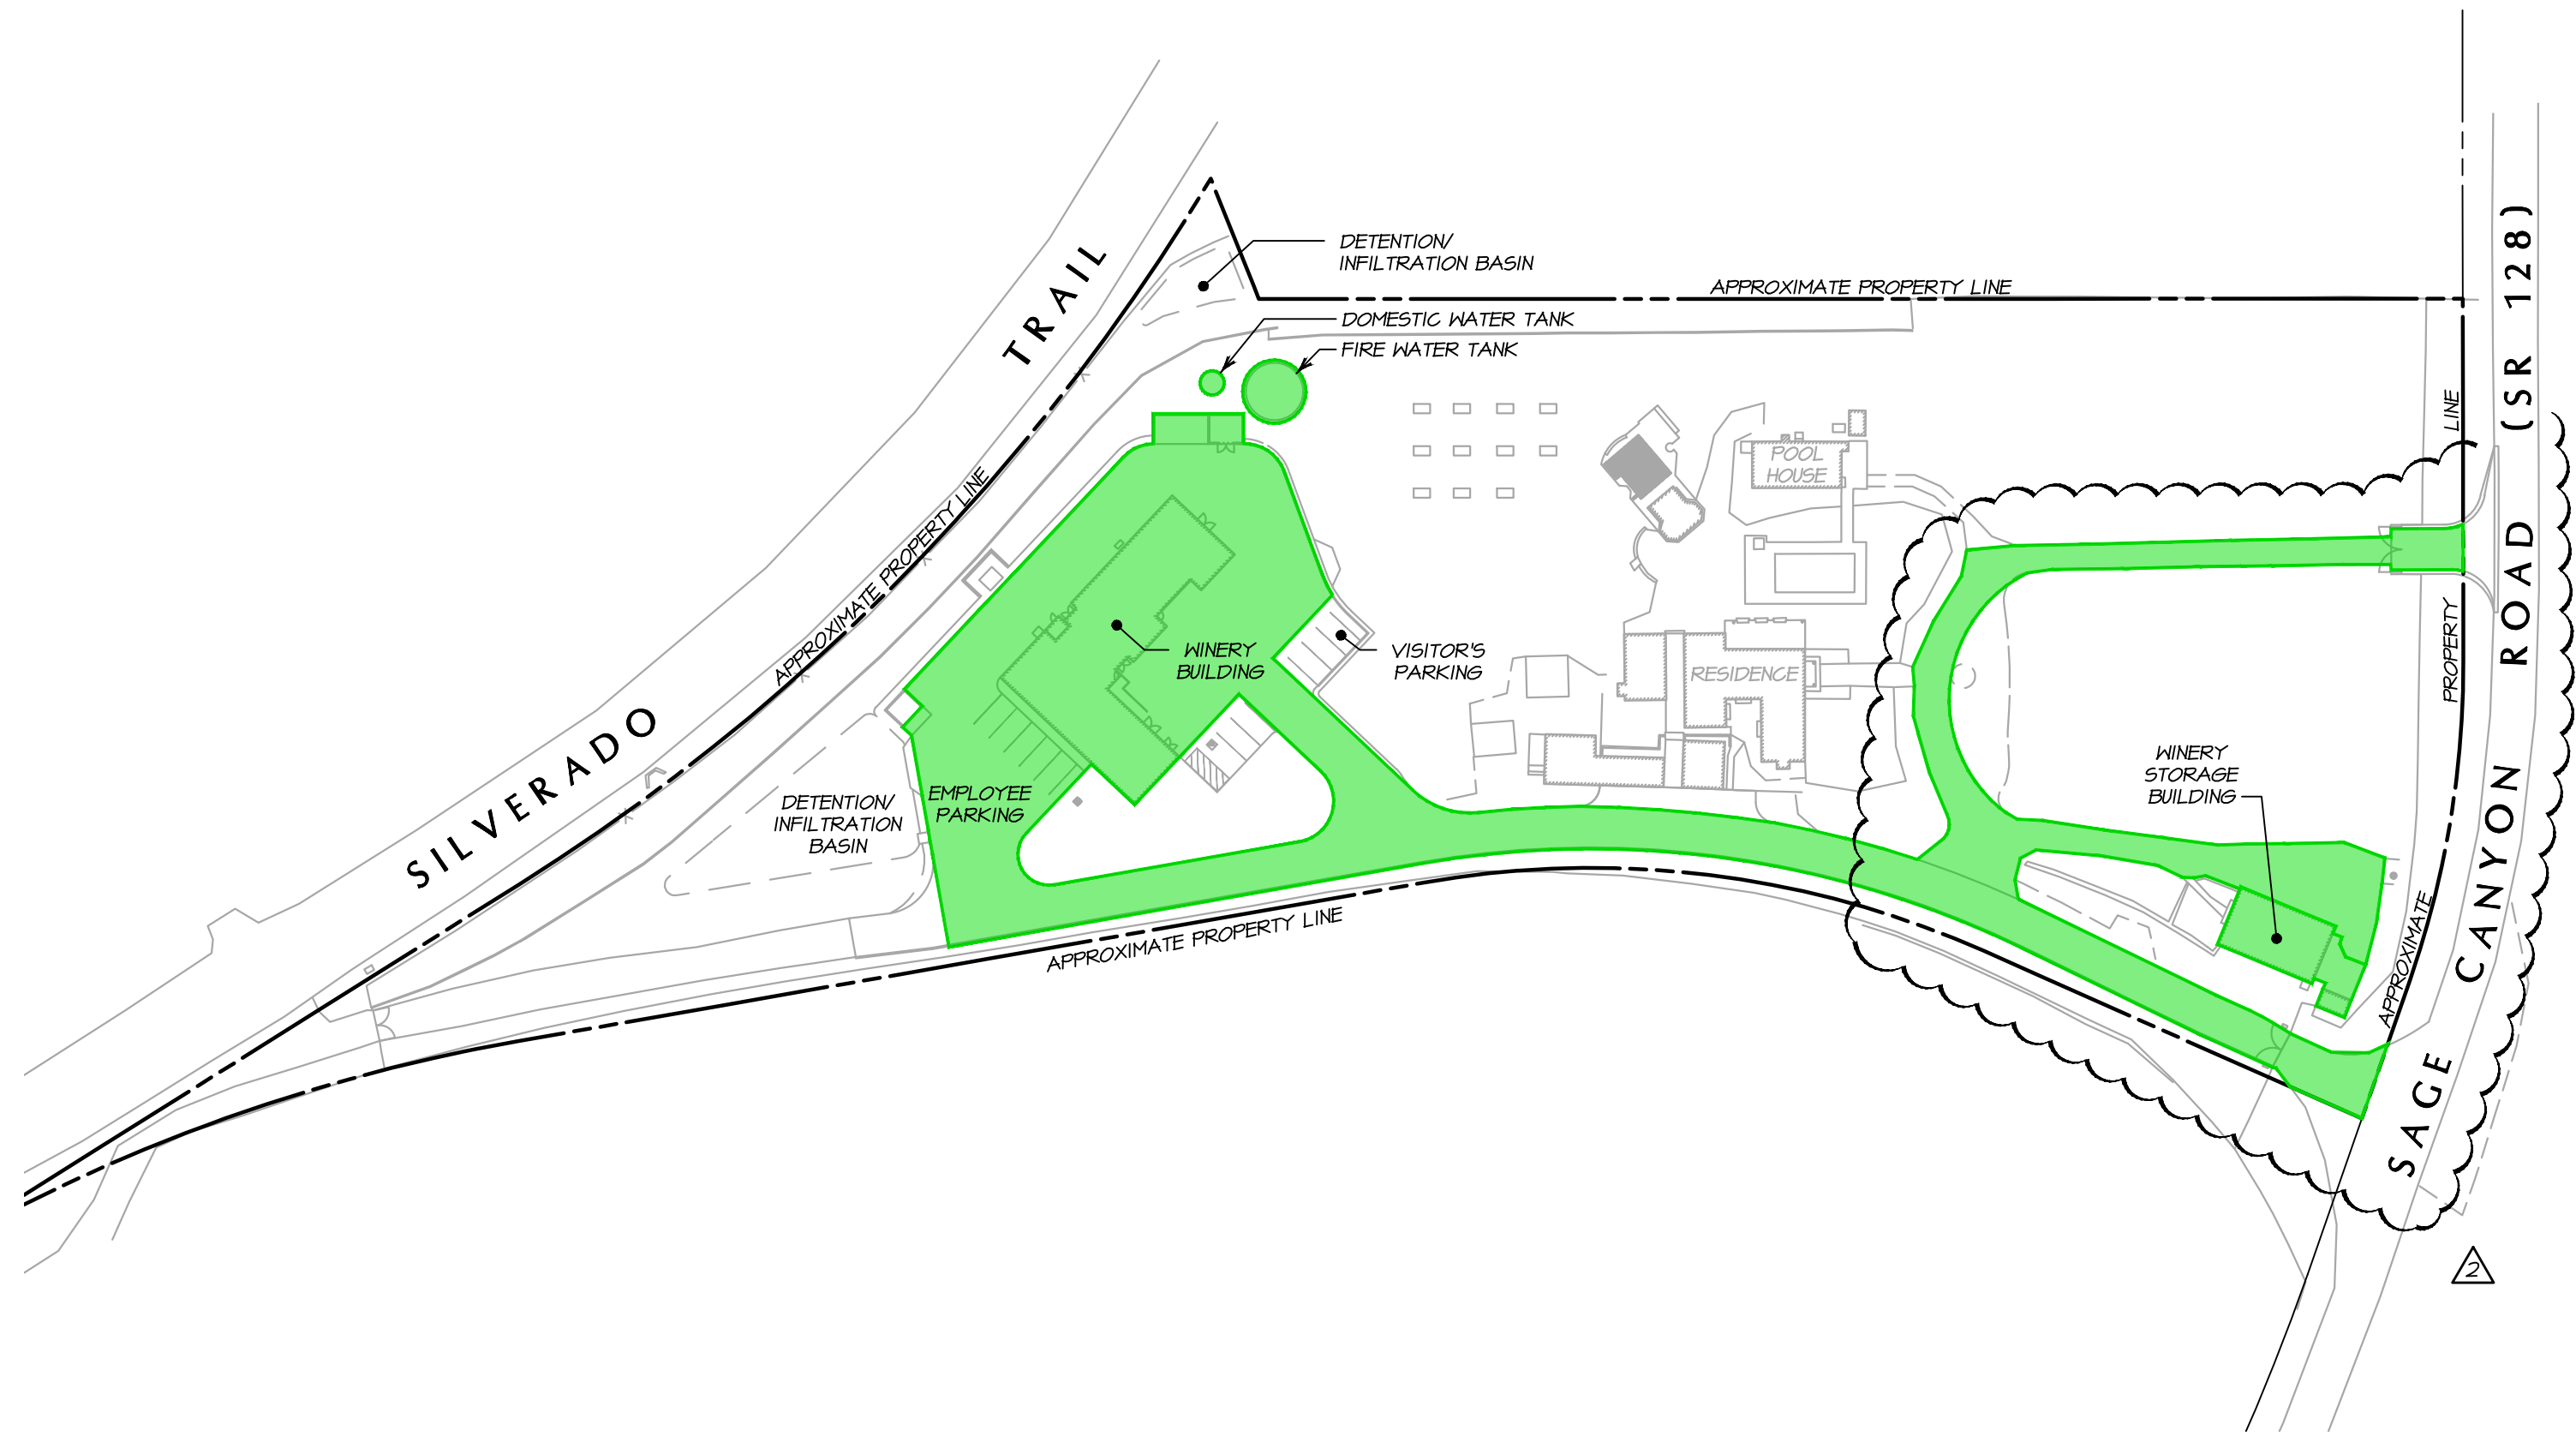 SILVERADO TRAIL
DETENTION/
INFILTRATION BASIN
APPROXIMATE PROPERTY LINE
DOMESTIC WATER TANK
FIRE WATER TANK
APPROXIMATE PROPERTY LINE
POOL
HOUSE
WINERY
BUILDING
VISITOR'S
PARKING
RESIDENCE
EMPLOYEE
PARKING
DETENTION/
INFILTRATION
BASIN
WINERY
STORAGE
BUILDING
APPROXIMATE PROPERTY LINE
APPROXIMATE PROPERTY LINE
SAGE CANYON ROAD (SR 128)
2